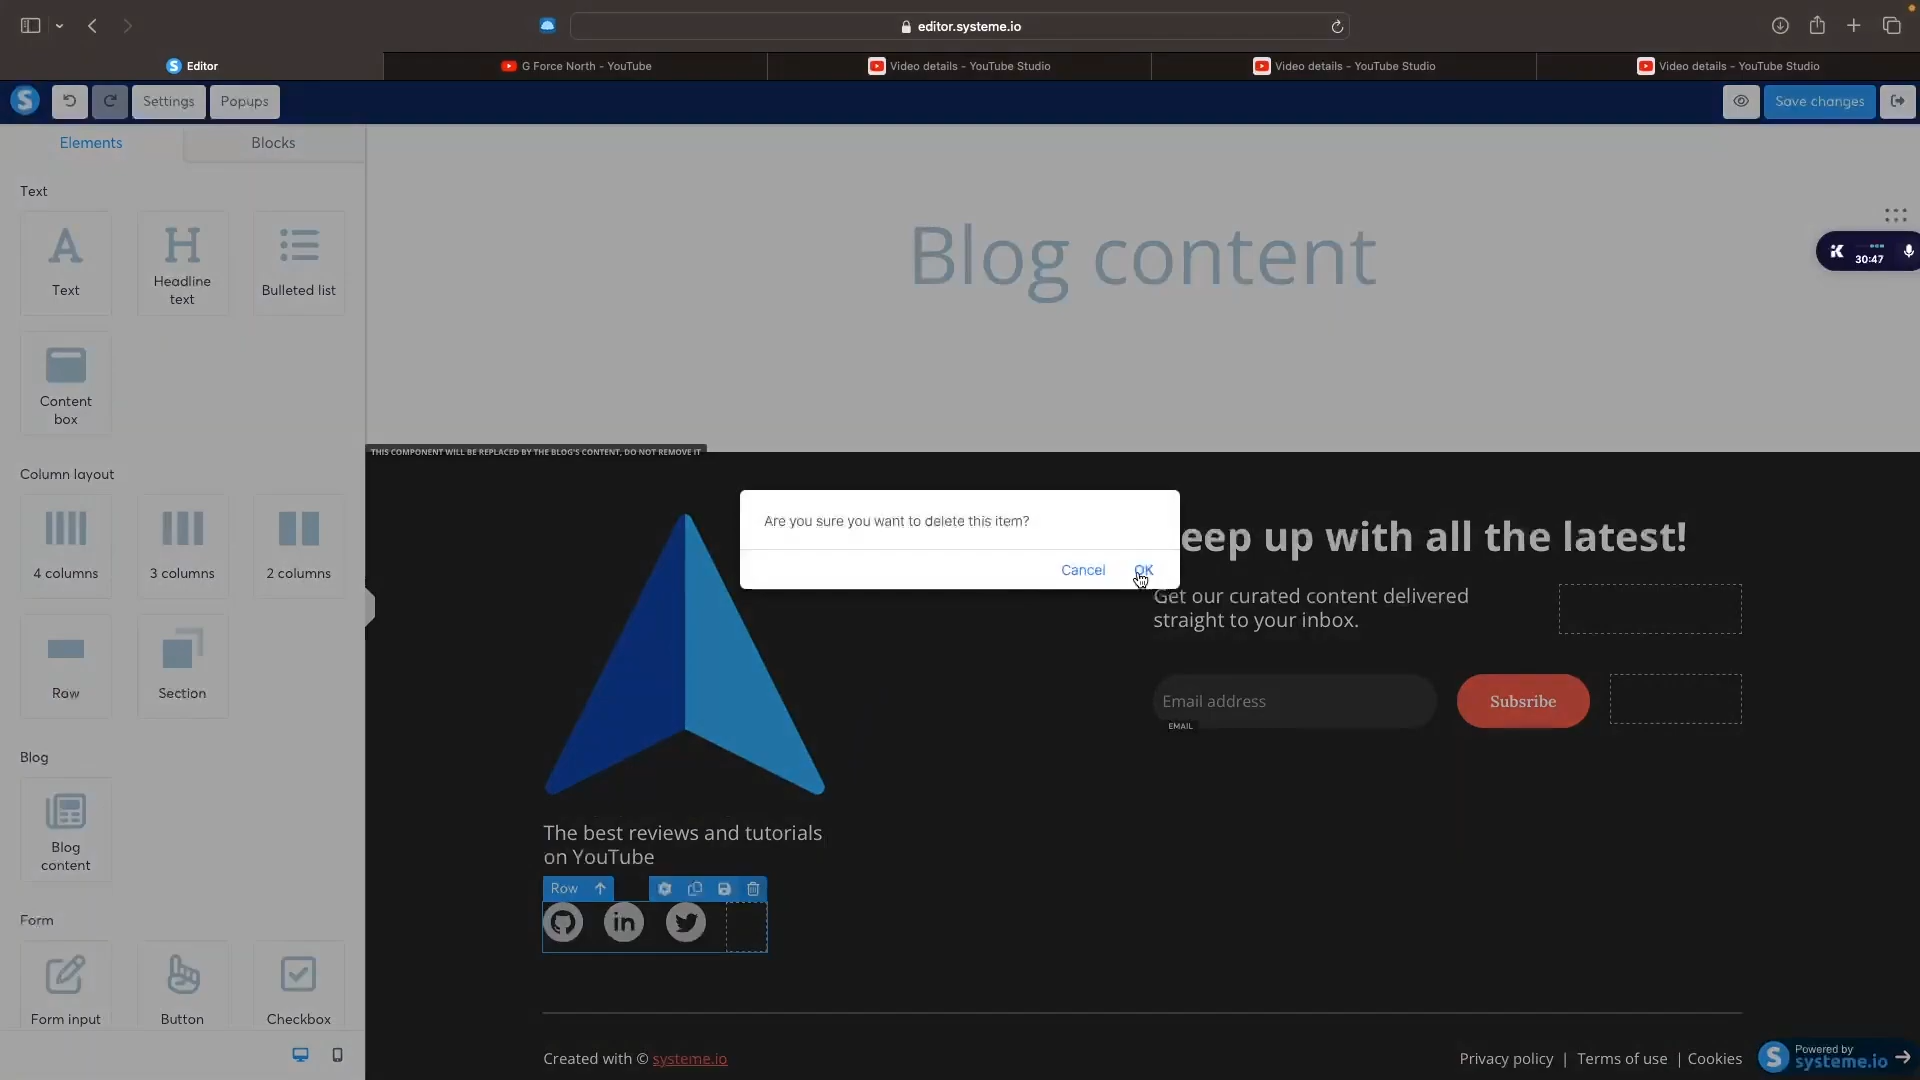 editor.systeme.io
Editor
G Force North - YouTube
Video details - YouTube Studio
Video details - YouTube Studio
Video details - YouTube Studio
Settings
Popups
Save changes
Elements
Blocks
Text
Text
Headline
text
Bulleted list
Content
box
Column layout
4 columns
3 columns
2 columns
Row
Section
Blog
Blog
content
Form
Form input
Button
Checkbox
Blog content
30:47
THIS COMPONENT WILL BE REPLACED BY THE BLOG'S CONTENT, DO NOT REMOVE IT
Are you sure you want to delete this item?
Cancel
OK
eep up with all the latest!
Get our curated content delivered
straight to your inbox.
Email address
EMAIL
Subsribe
The best reviews and tutorials
on YouTube
Row
Created with © systeme.io
Privacy policy | Terms of use | Cookies
Powered by
systeme.io